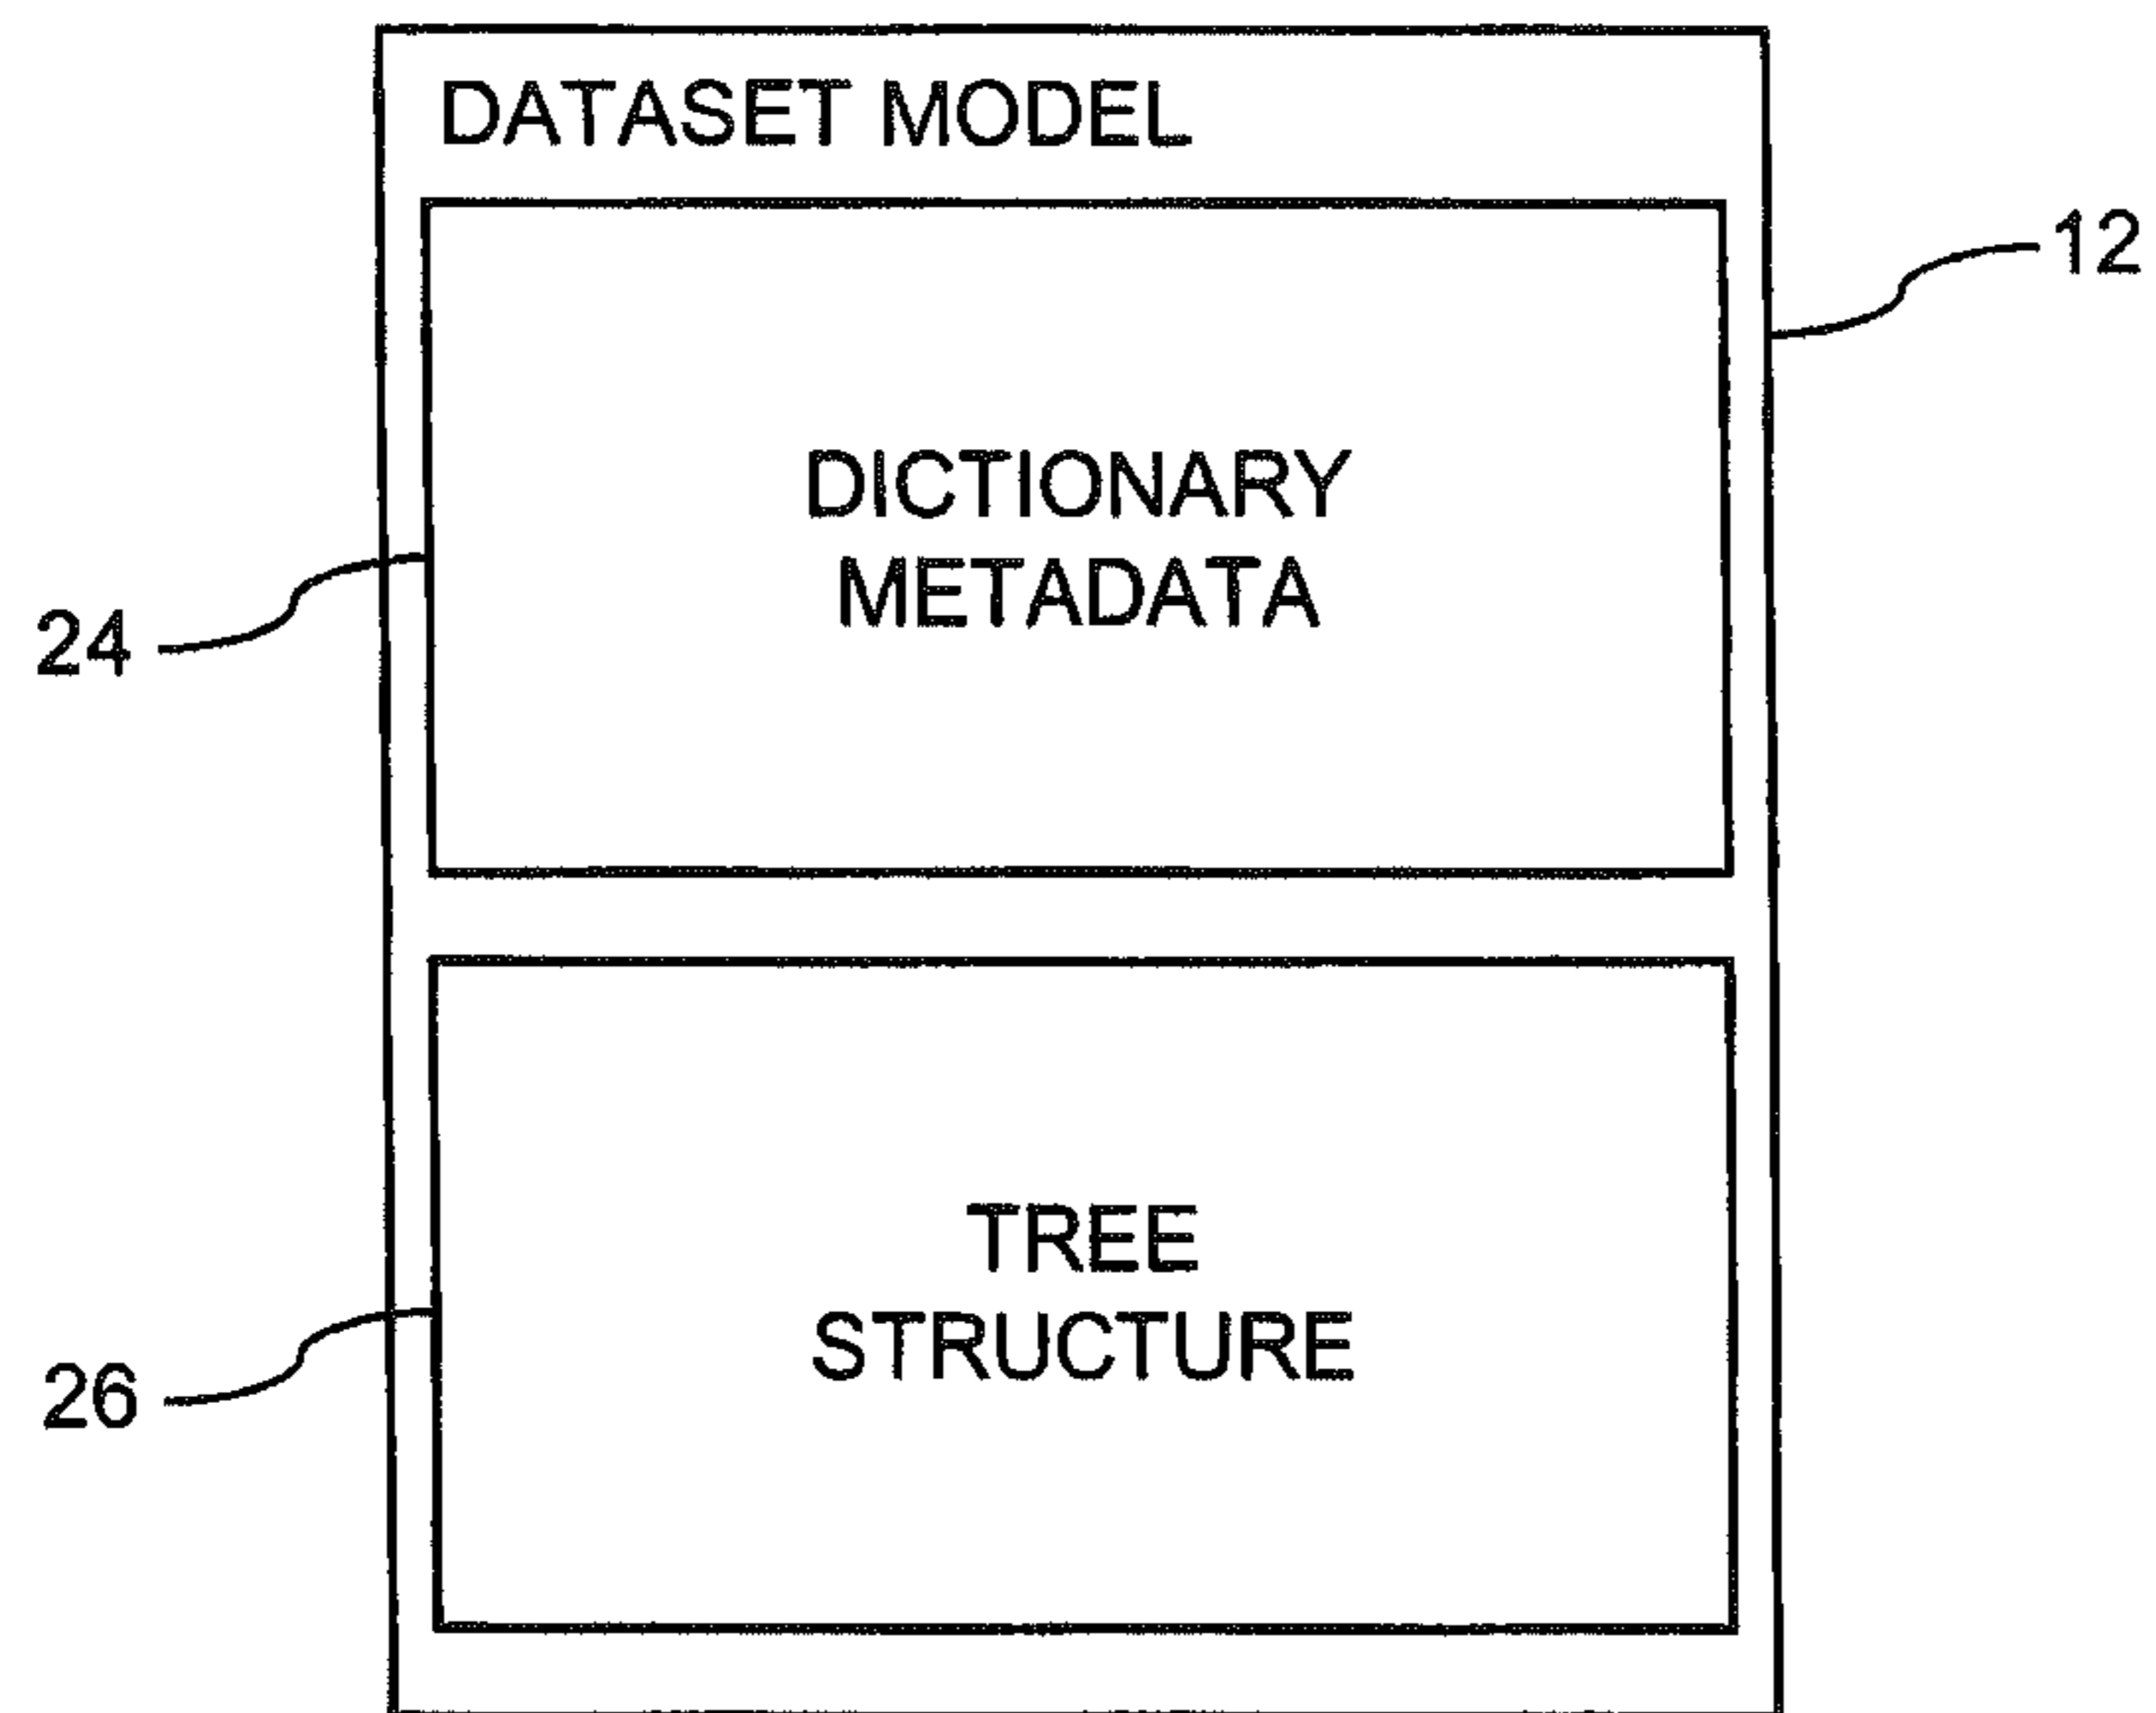 DATASET MODEL
12
DICTIONARY
METADATA
24
TREE
STRUCTURE
26